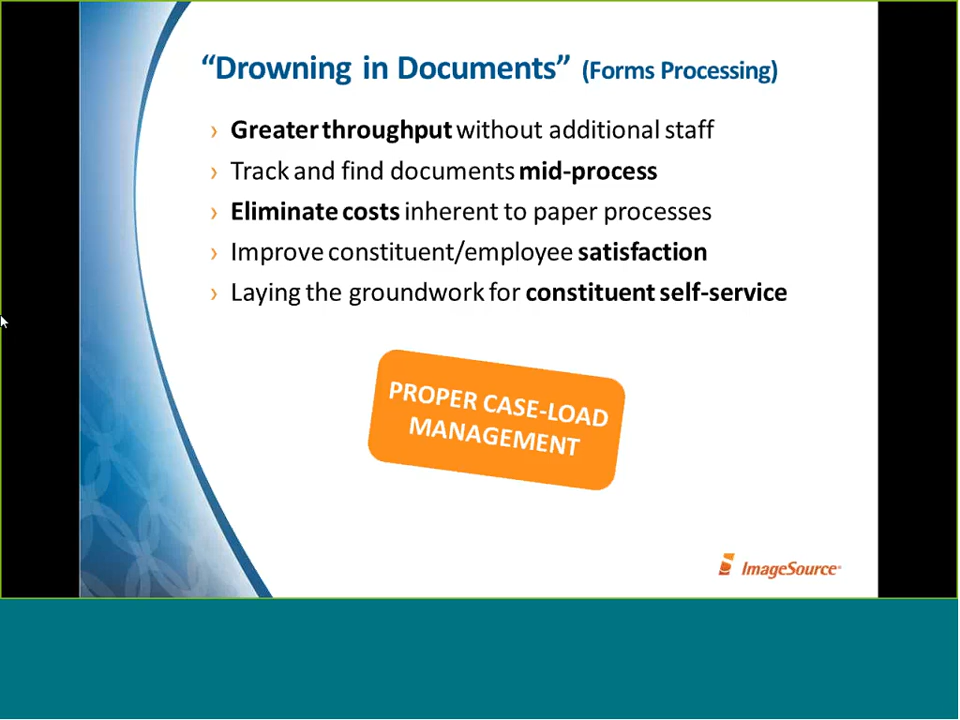 “Drowning in Documents” (Forms Processing)
› Greater throughput without additional staff
› Track and find documents mid-process
› Eliminate costs inherent to paper processes
› Improve constituent/employee satisfaction
› Laying the groundwork for constituent self-service
PROPER CASE-LOAD
MANAGEMENT
ImageSource®